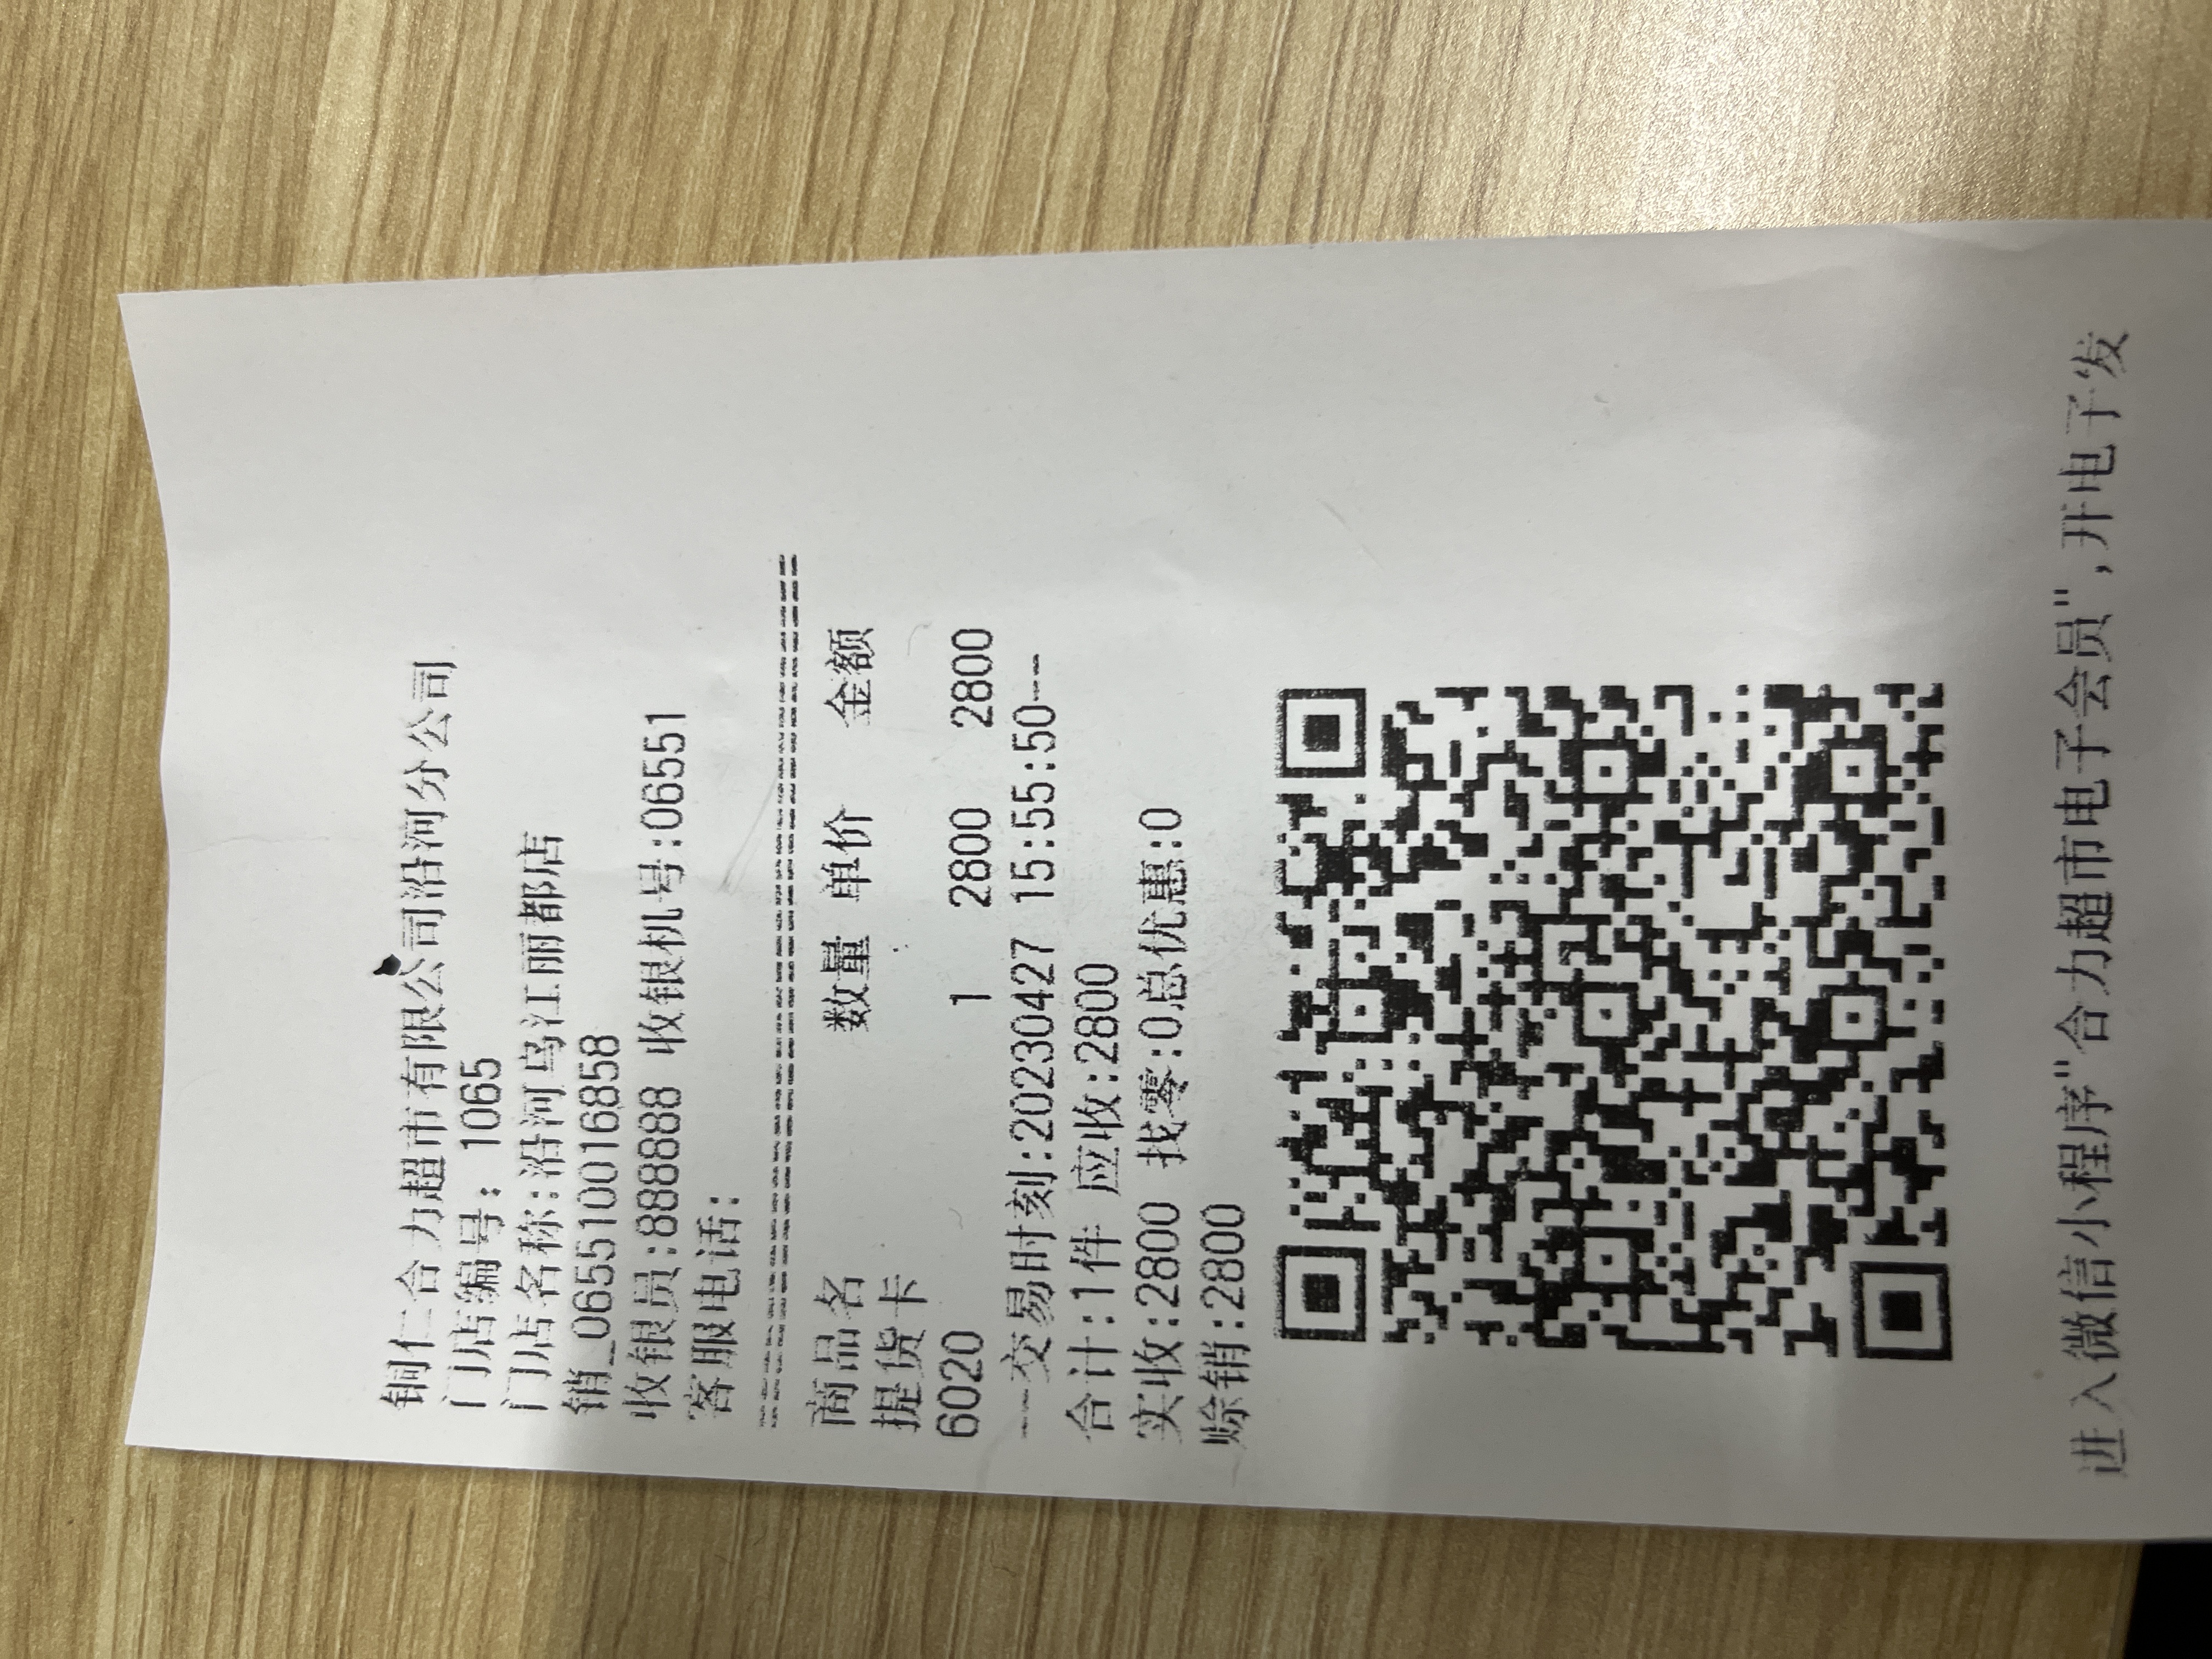 铜仁合力超市有限公司沿河分公司
门店编号: 1065
门店名称:沿河乌江丽都店
销_065510016858
收银员:888888 收银机号:06551
客服电话:
商品名 数量 单价 金额
提货卡
6020 1 2800 2800
---交易时刻:20230427 15:55:50---
合计:1件 应收:2800
实收:2800 找零:0总优惠:0
赊销:2800
进入微信小程序"合力超市电子会员",开电子发